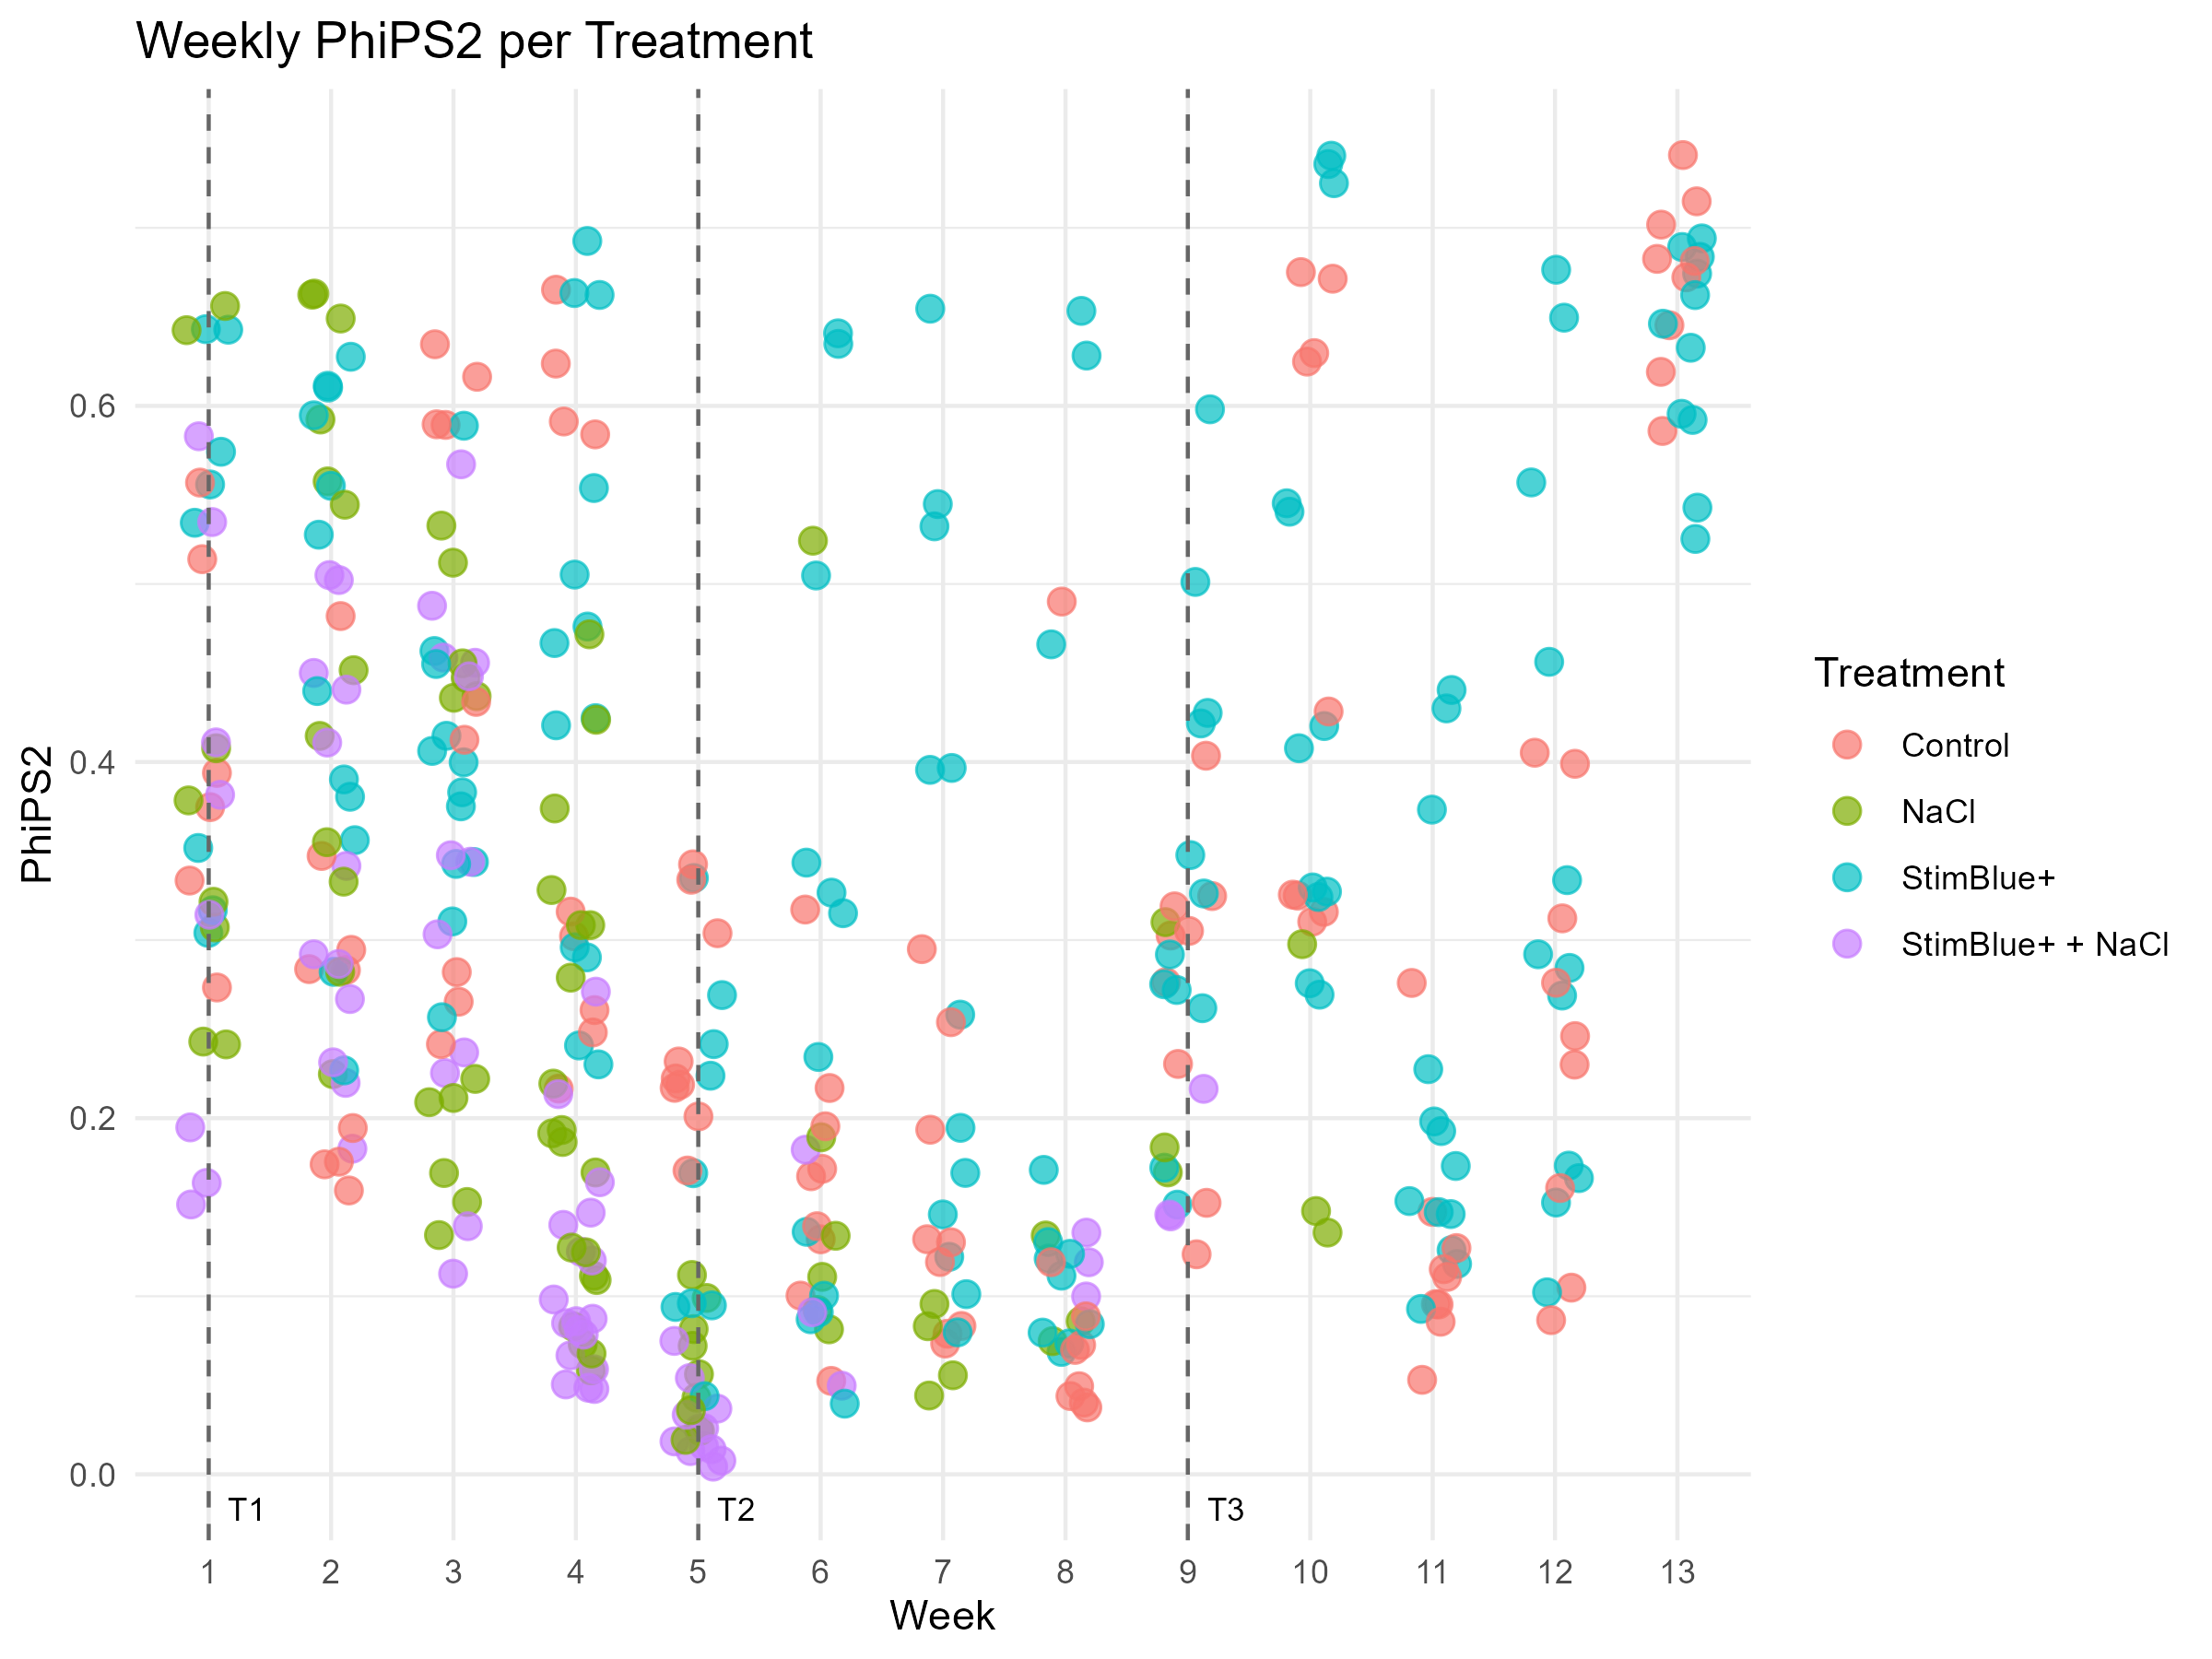 Weekly PhiPS2 per Treatment
PhiPS2
0.6
0.4
0.2
0.0
T1
T2
T3
1 2 3 4 5 6 7 8 9 10 11 12 13
Week
Treatment
Control
NaCl
StimBlue+
StimBlue+ + NaCl